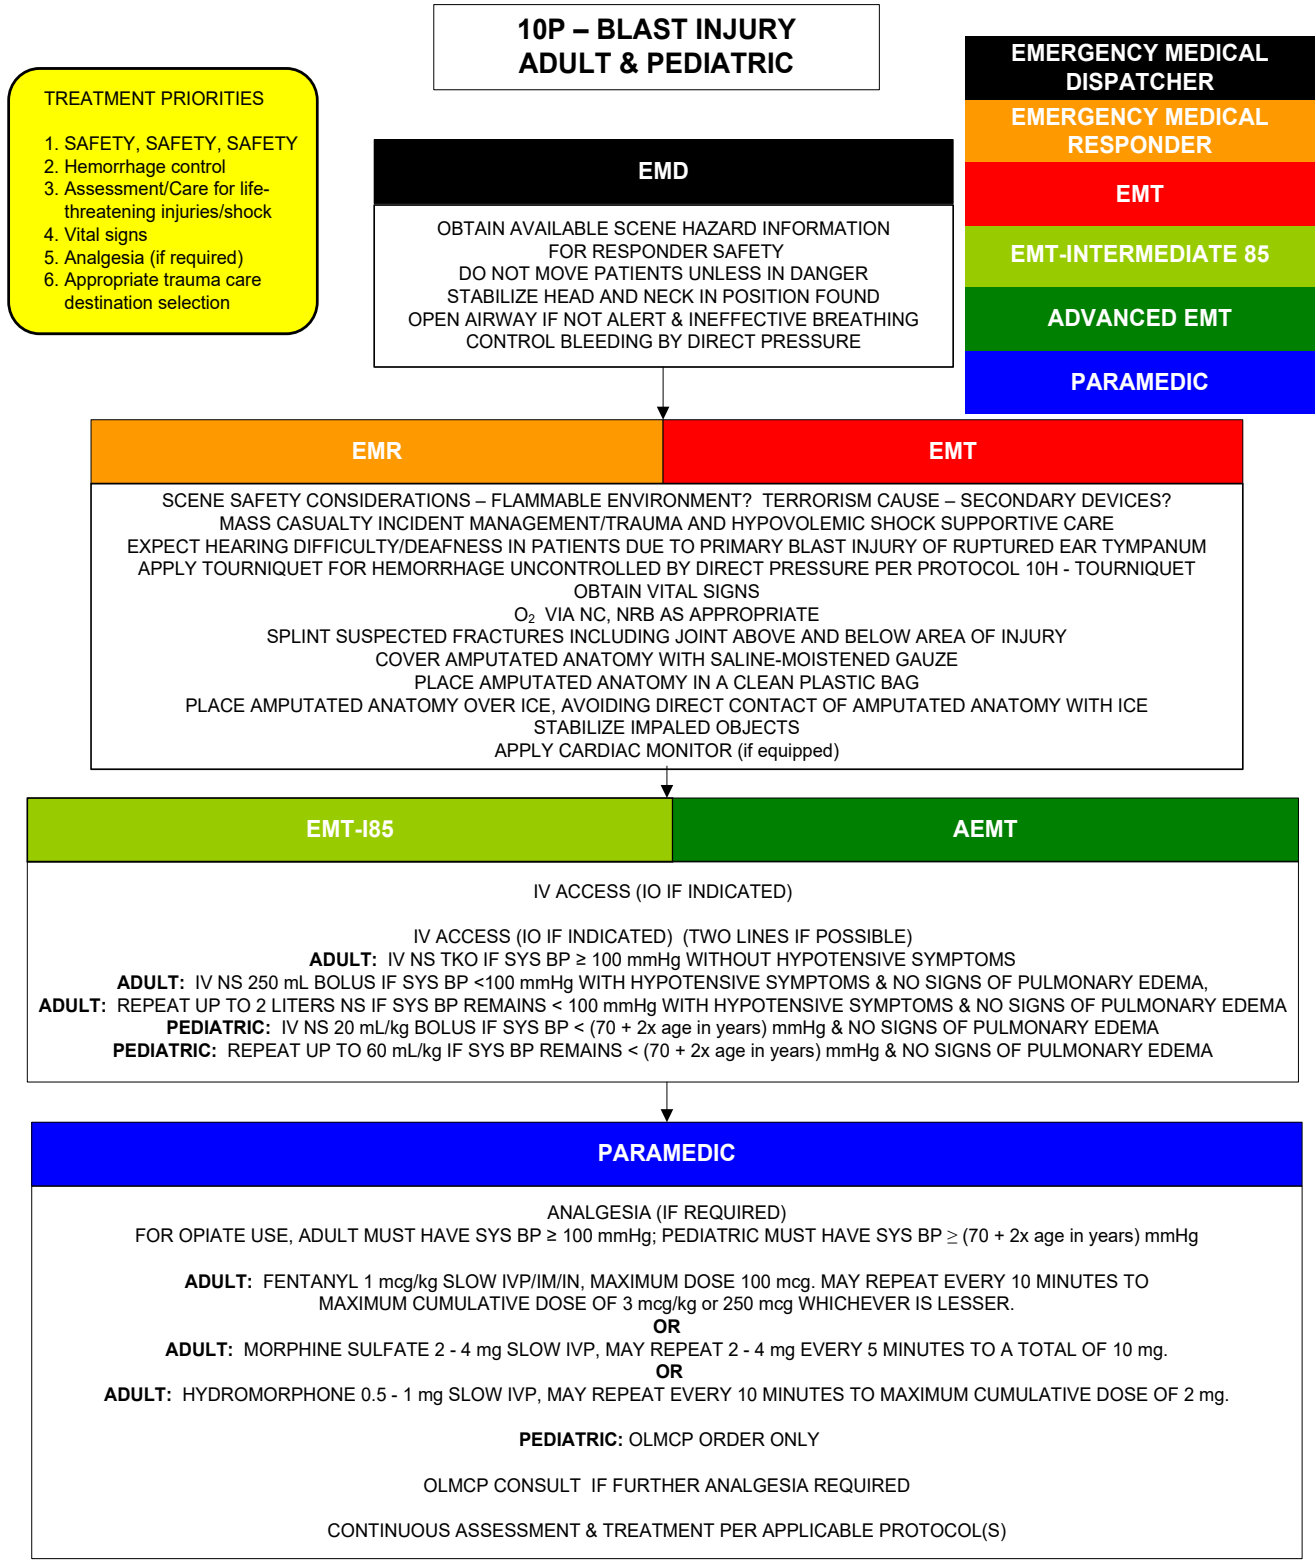 10P – BLAST INJURY
ADULT & PEDIATRIC
TREATMENT PRIORITIES
1. SAFETY, SAFETY, SAFETY
2. Hemorrhage control
3. Assessment/Care for life-
threatening injuries/shock
4. Vital signs
5. Analgesia (if required)
6. Appropriate trauma care
destination selection
EMERGENCY MEDICAL
DISPATCHER
EMERGENCY MEDICAL
RESPONDER
EMT
EMT-INTERMEDIATE 85
ADVANCED EMT
PARAMEDIC
EMD
OBTAIN AVAILABLE SCENE HAZARD INFORMATION
FOR RESPONDER SAFETY
DO NOT MOVE PATIENTS UNLESS IN DANGER
STABILIZE HEAD AND NECK IN POSITION FOUND
OPEN AIRWAY IF NOT ALERT & INEFFECTIVE BREATHING
CONTROL BLEEDING BY DIRECT PRESSURE
EMR
EMT
SCENE SAFETY CONSIDERATIONS – FLAMMABLE ENVIRONMENT? TERRORISM CAUSE – SECONDARY DEVICES?
MASS CASUALTY INCIDENT MANAGEMENT/TRAUMA AND HYPOVOLEMIC SHOCK SUPPORTIVE CARE
EXPECT HEARING DIFFICULTY/DEAFNESS IN PATIENTS DUE TO PRIMARY BLAST INJURY OF RUPTURED EAR TYMPANUM
APPLY TOURNIQUET FOR HEMORRHAGE UNCONTROLLED BY DIRECT PRESSURE PER PROTOCOL 10H - TOURNIQUET
OBTAIN VITAL SIGNS
O₂ VIA NC, NRB AS APPROPRIATE
SPLINT SUSPECTED FRACTURES INCLUDING JOINT ABOVE AND BELOW AREA OF INJURY
COVER AMPUTATED ANATOMY WITH SALINE-MOISTENED GAUZE
PLACE AMPUTATED ANATOMY IN A CLEAN PLASTIC BAG
PLACE AMPUTATED ANATOMY OVER ICE, AVOIDING DIRECT CONTACT OF AMPUTATED ANATOMY WITH ICE
STABILIZE IMPALED OBJECTS
APPLY CARDIAC MONITOR (if equipped)
EMT-I85
AEMT
IV ACCESS (IO IF INDICATED)
IV ACCESS (IO IF INDICATED) (TWO LINES IF POSSIBLE)
ADULT: IV NS TKO IF SYS BP ≥ 100 mmHg WITHOUT HYPOTENSIVE SYMPTOMS
ADULT: IV NS 250 mL BOLUS IF SYS BP <100 mmHg WITH HYPOTENSIVE SYMPTOMS & NO SIGNS OF PULMONARY EDEMA,
ADULT: REPEAT UP TO 2 LITERS NS IF SYS BP REMAINS < 100 mmHg WITH HYPOTENSIVE SYMPTOMS & NO SIGNS OF PULMONARY EDEMA
PEDIATRIC: IV NS 20 mL/kg BOLUS IF SYS BP < (70 + 2x age in years) mmHg & NO SIGNS OF PULMONARY EDEMA
PEDIATRIC: REPEAT UP TO 60 mL/kg IF SYS BP REMAINS < (70 + 2x age in years) mmHg & NO SIGNS OF PULMONARY EDEMA
PARAMEDIC
ANALGESIA (IF REQUIRED)
FOR OPIATE USE, ADULT MUST HAVE SYS BP ≥ 100 mmHg; PEDIATRIC MUST HAVE SYS BP ≥ (70 + 2x age in years) mmHg
ADULT: FENTANYL 1 mcg/kg SLOW IVP/IM/IN, MAXIMUM DOSE 100 mcg. MAY REPEAT EVERY 10 MINUTES TO
MAXIMUM CUMULATIVE DOSE OF 3 mcg/kg or 250 mcg WHICHEVER IS LESSER.
OR
ADULT: MORPHINE SULFATE 2 - 4 mg SLOW IVP, MAY REPEAT 2 - 4 mg EVERY 5 MINUTES TO A TOTAL OF 10 mg.
OR
ADULT: HYDROMORPHONE 0.5 - 1 mg SLOW IVP, MAY REPEAT EVERY 10 MINUTES TO MAXIMUM CUMULATIVE DOSE OF 2 mg.
PEDIATRIC: OLMCP ORDER ONLY
OLMCP CONSULT IF FURTHER ANALGESIA REQUIRED
CONTINUOUS ASSESSMENT & TREATMENT PER APPLICABLE PROTOCOL(S)